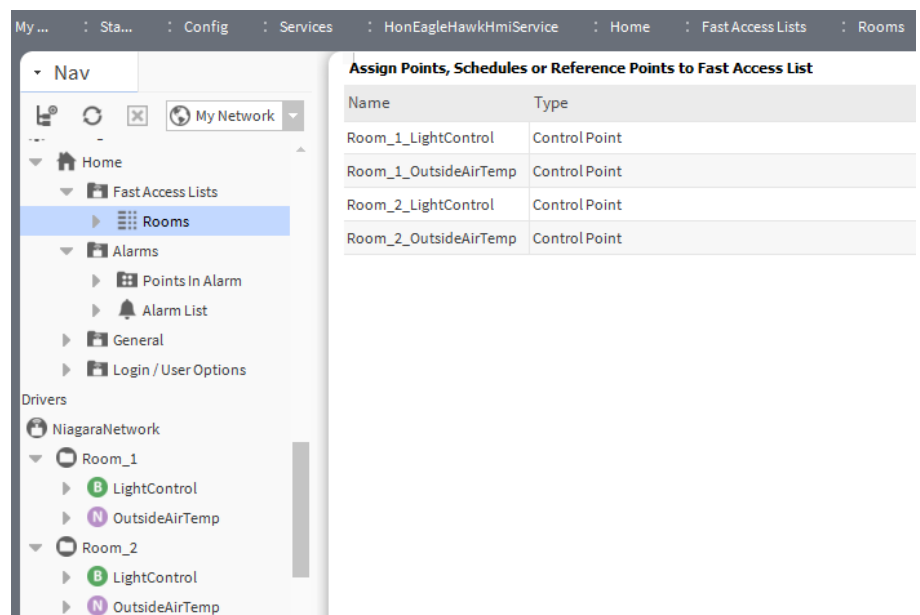 My ... : Sta... : Config : Services : HonEagleHawkHmiService : Home : Fast Access Lists : Rooms
Nav
My Network
Home
Fast Access Lists
Rooms
Alarms
Points In Alarm
Alarm List
General
Login / User Options
Drivers
NiagaraNetwork
Room_1
B LightControl
N OutsideAirTemp
Room_2
B LightControl
N OutsideAirTemp
Assign Points, Schedules or Reference Points to Fast Access List
Name Type
Room_1_LightControl Control Point
Room_1_OutsideAirTemp Control Point
Room_2_LightControl Control Point
Room_2_OutsideAirTemp Control Point